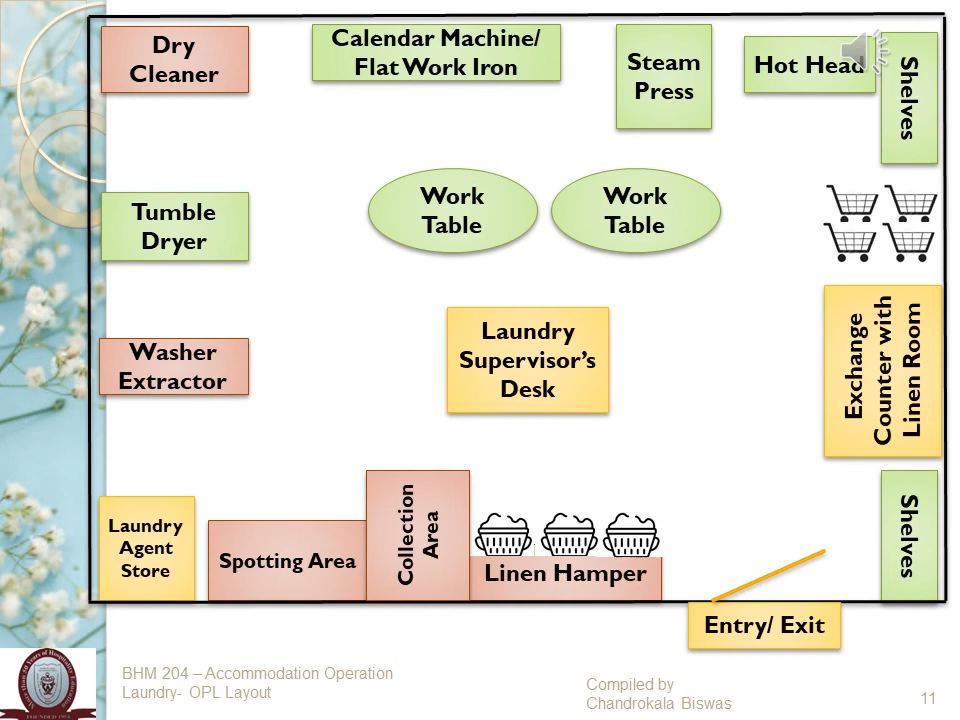 Dry
Cleaner
Calendar Machine/
Flat Work Iron
Steam
Press
Hot Head
Shelves
Work
Table
Work
Table
Tumble
Dryer
Washer
Extractor
Laundry
Supervisor's
Desk
Exchange
Counter with
Linen Room
Laundry
Agent
Store
Spotting Area
Collection
Area
Linen Hamper
Shelves
Entry/ Exit
BHM 204 – Accommodation Operation
Laundry- OPL Layout
Compiled by
Chandrokala Biswas
11